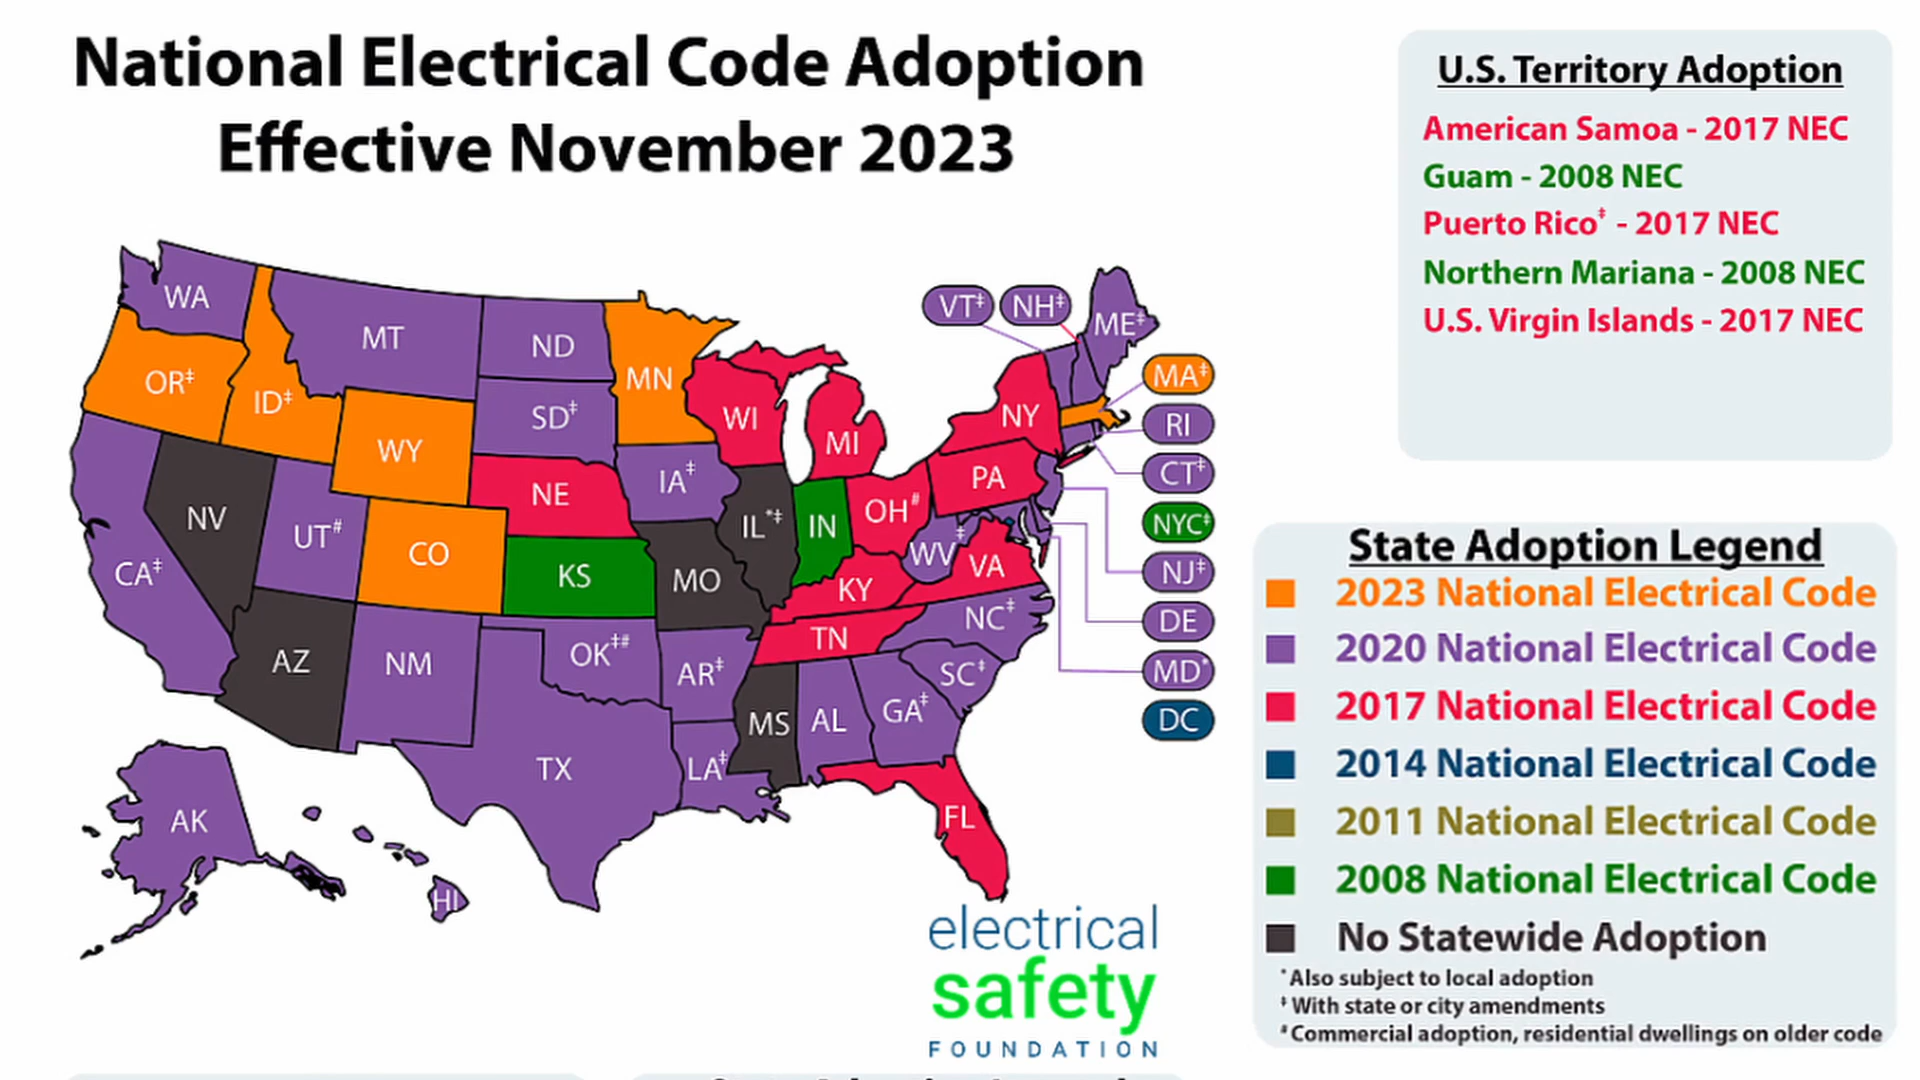 National Electrical Code Adoption
Effective November 2023
U.S. Territory Adoption
American Samoa - 2017 NEC
Guam - 2008 NEC
Puerto Rico‡ - 2017 NEC
Northern Mariana - 2008 NEC
U.S. Virgin Islands - 2017 NEC
WA
MT
ND
MN
OR‡
ID‡
WY
SD‡
WI
MI
NY
VT‡
NH‡
ME‡
MA‡
RI
CT‡
NYC‡
NJ‡
DE
MD*
DC
NV
UT#
CO
NE
IA‡
IL*‡
IN
OH#
PA
CA‡
KS
MO
KY
WV‡
VA
AZ
NM
OK‡#
AR‡
TN
NC‡
SC‡
TX
LA‡
MS
AL
GA‡
FL
AK
HI
State Adoption Legend
2023 National Electrical Code
2020 National Electrical Code
2017 National Electrical Code
2014 National Electrical Code
2011 National Electrical Code
2008 National Electrical Code
No Statewide Adoption
* Also subject to local adoption
‡ With state or city amendments
# Commercial adoption, residential dwellings on older code
electrical
safety
FOUNDATION